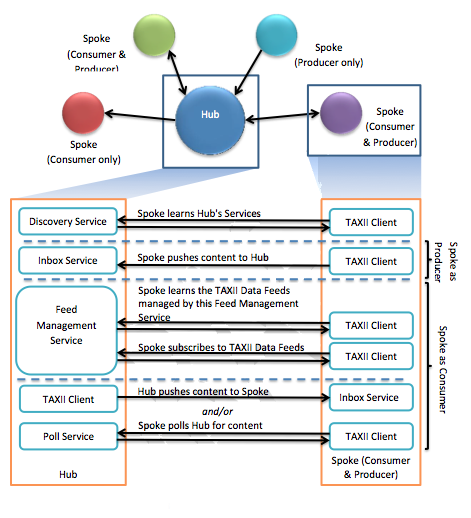 Spoke
(Consumer &
Producer)
Spoke
(Producer only)
Hub
Spoke
(Consumer only)
Spoke
(Consumer
& Producer)
Discovery Service
Spoke learns Hub's Services
TAXII Client
Inbox Service
Spoke pushes content to Hub
TAXII Client
Spoke as
Producer
Feed
Management
Service
Spoke learns the TAXII Data Feeds
managed by this Feed Management
Service
TAXII Client
Spoke subscribes to TAXII Data Feeds
TAXII Client
Spoke as Consumer
TAXII Client
Hub pushes content to Spoke
Inbox Service
and/or
Poll Service
Spoke polls Hub for content
TAXII Client
Hub
Spoke (Consumer
& Producer)